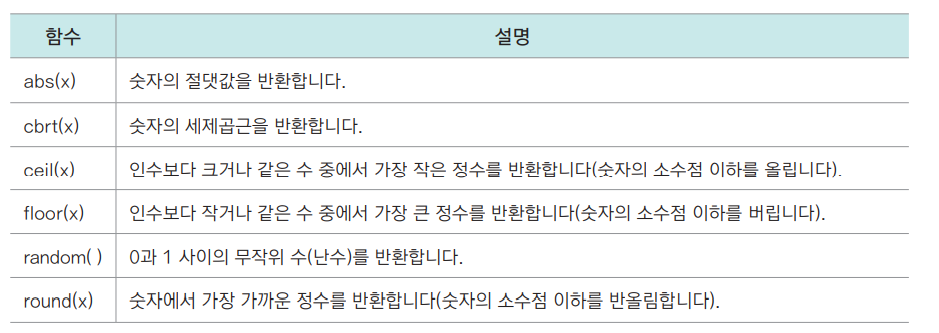 함수 설명
abs(x) 숫자의 절댓값을 반환합니다.
cbrt(x) 숫자의 세제곱근을 반환합니다.
ceil(x) 인수보다 크거나 같은 수 중에서 가장 작은 정수를 반환합니다(숫자의 소수점 이하를 올립니다).
floor(x) 인수보다 작거나 같은 수 중에서 가장 큰 정수를 반환합니다(숫자의 소수점 이하를 버립니다).
random( ) 0과 1 사이의 무작위 수(난수)를 반환합니다.
round(x) 숫자에서 가장 가까운 정수를 반환합니다(숫자의 소수점 이하를 반올림합니다).